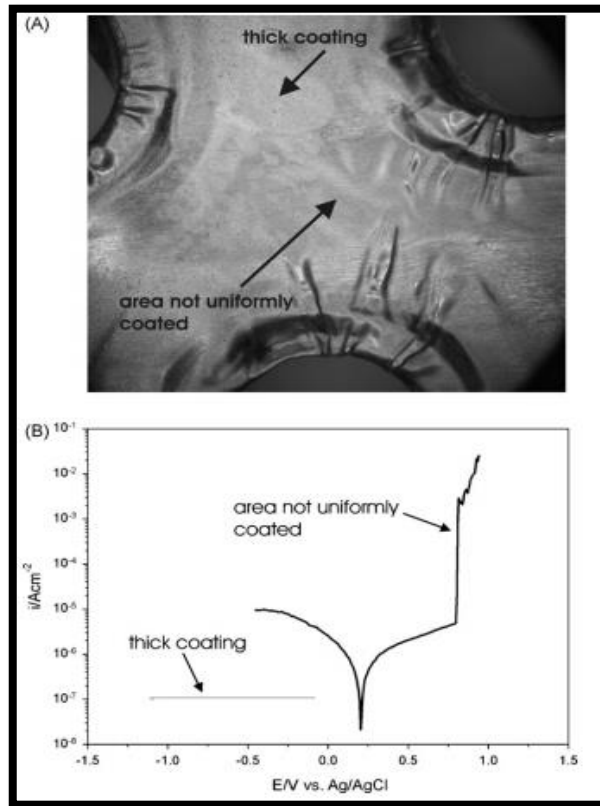 (A)
thick coating
area not uniformly
coated
(B)
10⁻¹
10⁻²
10⁻³
10⁻⁴
10⁻⁵
10⁻⁶
10⁻⁷
10⁻⁸
i/Acm⁻²
area not uniformly
coated
thick coating
-1.5 -1.0 -0.5 0.0 0.5 1.0 1.5
E/V vs. Ag/AgCl